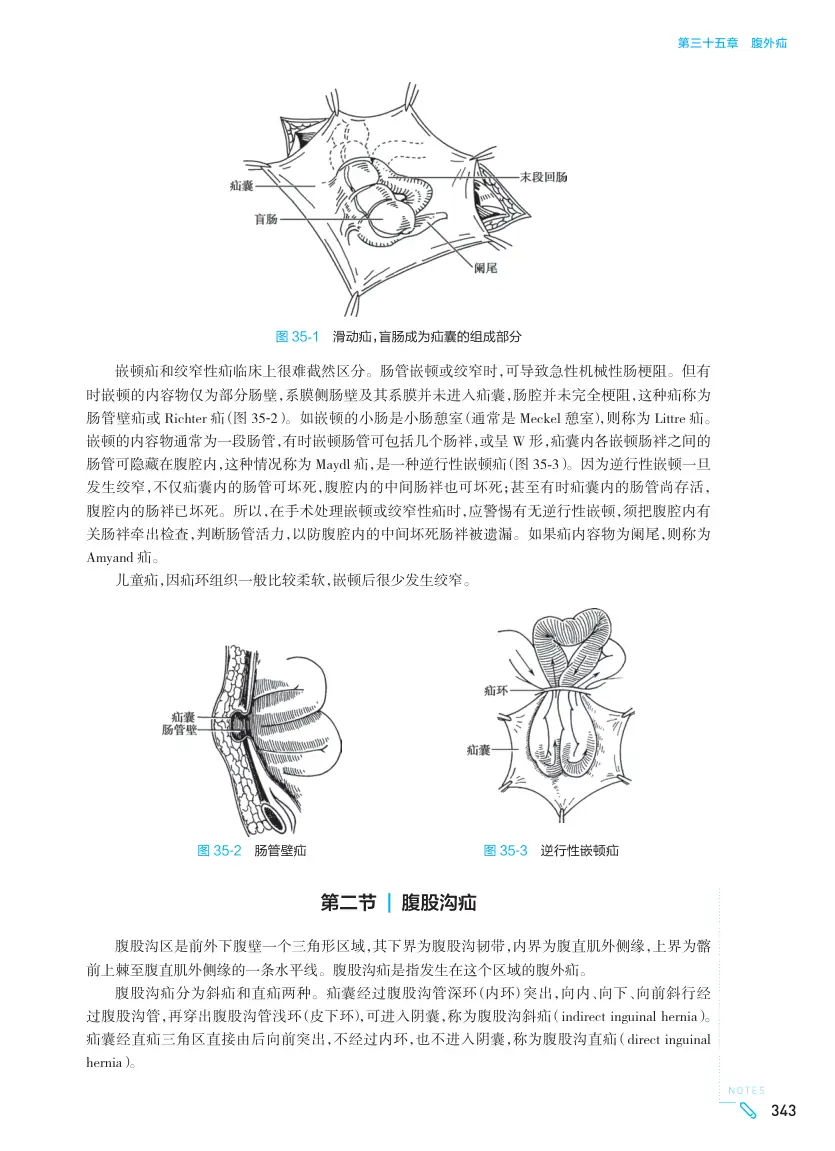 第三十五章 腹外疝
疝囊
末段回肠
盲肠
阑尾
图 35-1 滑动疝,盲肠成为疝囊的组成部分
嵌顿疝和绞窄性疝临床上很难截然区分。肠管嵌顿或绞窄时,可导致急性机械性肠梗阻。但有
时嵌顿的内容物仅为部分肠壁,系膜侧肠壁及其系膜并未进入疝囊,肠腔并未完全梗阻,这种疝称为
肠管壁疝或 Richter 疝(图 35-2)。如嵌顿的小肠是小肠憩室(通常是 Meckel 憩室),则称为 Littre 疝。
嵌顿的内容物通常为一段肠管,有时嵌顿肠管可包括几个肠袢,或呈 W 形,疝囊内各嵌顿肠袢之间的
肠管可隐藏在腹腔内,这种情况称为 Maydl 疝,是一种逆行性嵌顿疝(图 35-3)。因为逆行性嵌顿一旦
发生绞窄,不仅疝囊内的肠管可坏死,腹腔内的中间肠袢也可坏死;甚至有时疝囊内的肠管尚存活,
腹腔内的肠袢已坏死。所以,在手术处理嵌顿或绞窄性疝时,应警惕有无逆行性嵌顿,须把腹腔内有
关肠袢牵出检查,判断肠管活力,以防腹腔内的中间坏死肠袢被遗漏。如果疝内容物为阑尾,则称为
Amyand 疝。
儿童疝,因疝环组织一般比较柔软,嵌顿后很少发生绞窄。
疝囊
肠管壁
疝环
疝囊
图 35-2 肠管壁疝
图 35-3 逆行性嵌顿疝
第二节 | 腹股沟疝
腹股沟区是前外下腹壁一个三角形区域,其下界为腹股沟韧带,内界为腹直肌外侧缘,上界为髂
前上棘至腹直肌外侧缘的一条水平线。腹股沟疝是指发生在这个区域的腹外疝。
腹股沟疝分为斜疝和直疝两种。疝囊经过腹股沟管深环(内环)突出,向内、向下、向前斜行经
过腹股沟管,再穿出腹股沟管浅环(皮下环),可进入阴囊,称为腹股沟斜疝(indirect inguinal hernia)。
疝囊经直疝三角区直接由后向前突出,不经过内环,也不进入阴囊,称为腹股沟直疝(direct inguinal
hernia)。
NOTES
343